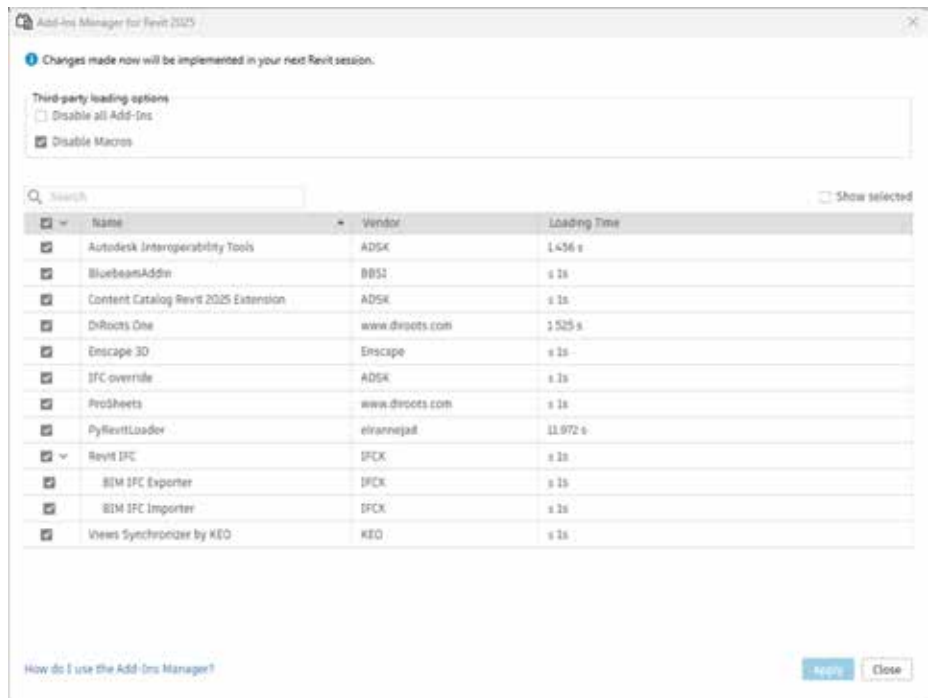 Add-Ins Manager for Revit 2025
Changes made now will be implemented in your next Revit session.
Third-party loading options
Disable all Add-Ins
Disable Macros
Search
Show selected
Name Vendor Loading Time
Autodesk Interoperability Tools ADSK 1.456 s
BluebeamAddin BBSI ≤ 1s
Content Catalog Revit 2025 Extension ADSK ≤ 1s
DiRoots One www.diroots.com 1.525 s
Enscape 3D Enscape ≤ 1s
IFC override ADSK ≤ 1s
ProSheets www.diroots.com ≤ 1s
PyRevitLoader eirannejad 11.972 s
Revit IFC IFCX ≤ 1s
BIM IFC Exporter IFCX ≤ 1s
BIM IFC Importer IFCX ≤ 1s
Views Synchronizer by KEO KEO ≤ 1s
How do I use the Add-Ins Manager?
Apply Close